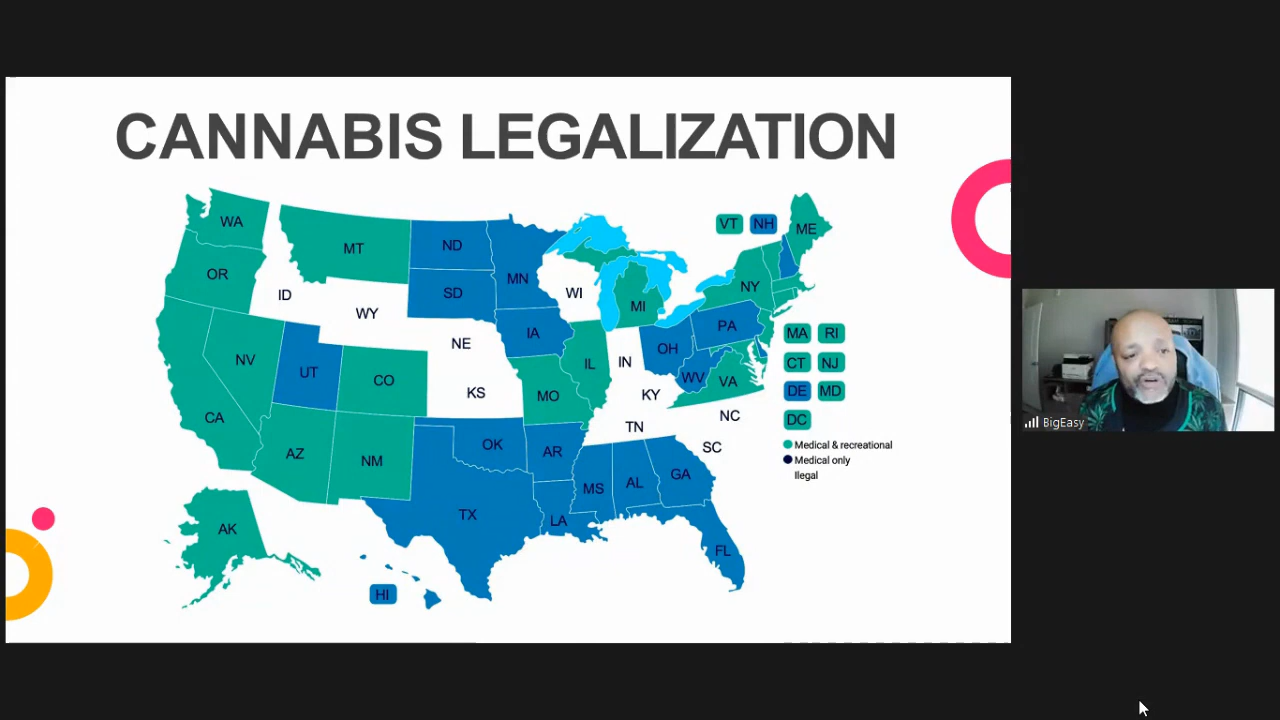 CANNABIS LEGALIZATION
WA
MT
ND
MN
VT
NH
ME
OR
ID
SD
WI
MI
NY
WY
IA
PA
NE
NV
UT
CO
KS
IL
IN
OH
WV
VA
MA
RI
CT
NJ
DE
MD
DC
CA
MO
KY
NC
TN
SC
AZ
NM
OK
AR
MS
AL
GA
Medical & recreational
Medical only
Ilegal
TX
LA
FL
AK
HI
BigEasy